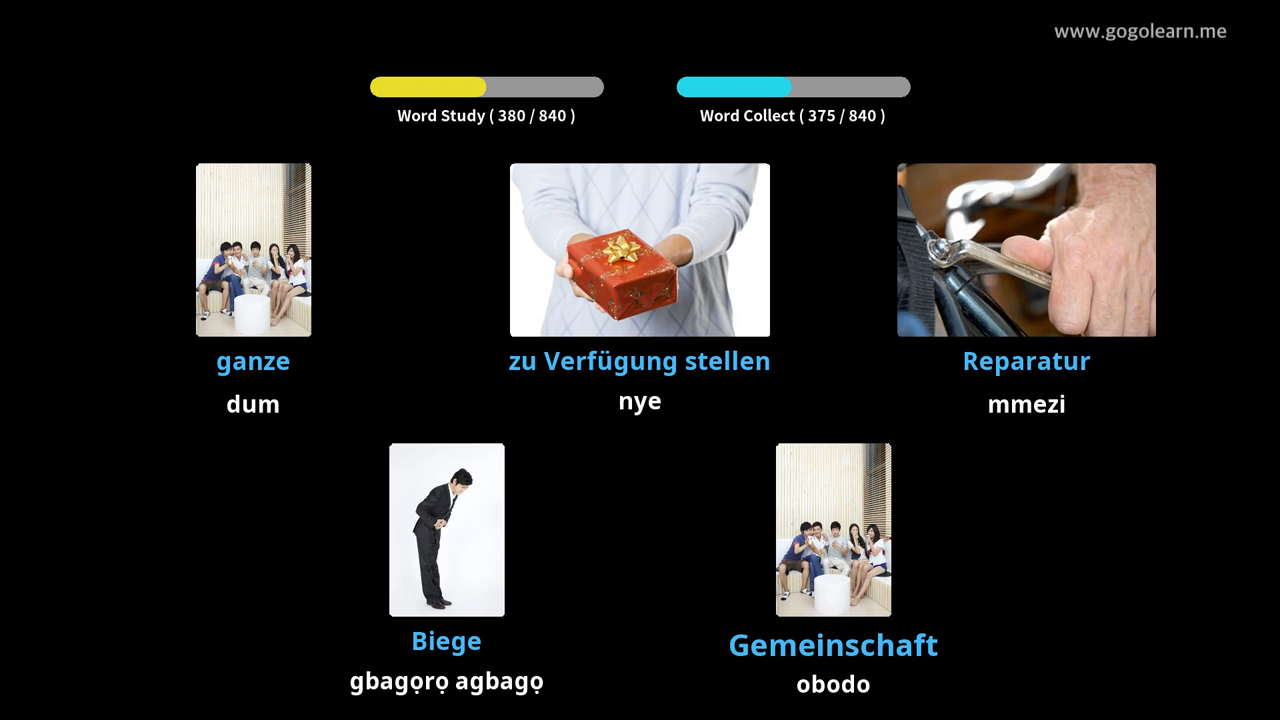 www.gogolearn.me
Word Study ( 380 / 840 )
Word Collect ( 375 / 840 )
ganze
zu Verfügung stellen
Reparatur
dum
nye
mmezi
Biege
Gemeinschaft
gbagọrọ agbagọ
obodo